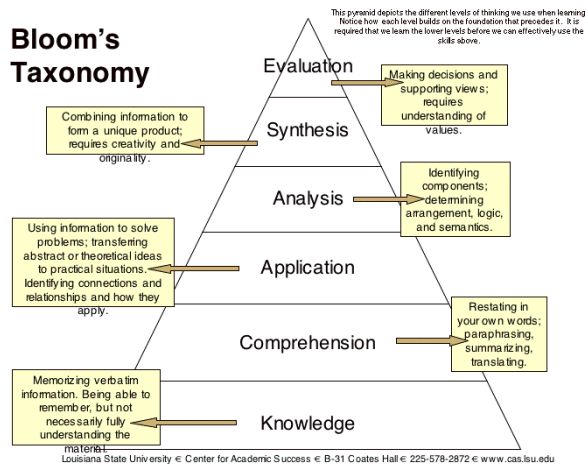 This pyramid depicts the different levels of thinking we use when learning.
Notice how each level builds on the foundation that precedes it. It is
required that we learn the lower levels before we can effectively use the
skills above.
Bloom's
Taxonomy
Evaluation
Making decisions and
supporting views;
requires
understanding of
values.
Combining information to
form a unique product;
requires creativity and
originality.
Synthesis
Identifying
components;
determining
arrangement, logic,
and semantics.
Analysis
Using information to solve
problems; transferring
abstract or theoretical ideas
to practical situations.
Identifying connections and
relationships and how they
apply.
Application
Restating in
your own words;
paraphrasing,
summarizing,
translating.
Comprehension
Memorizing verbatim
information. Being able to
remember, but not
necessarily fully
understanding the
material.
Knowledge
Louisiana State University ∈ Center for Academic Success ∈ B-31 Coates Hall ∈ 225-578-2872 ∈ www.cas.lsu.edu